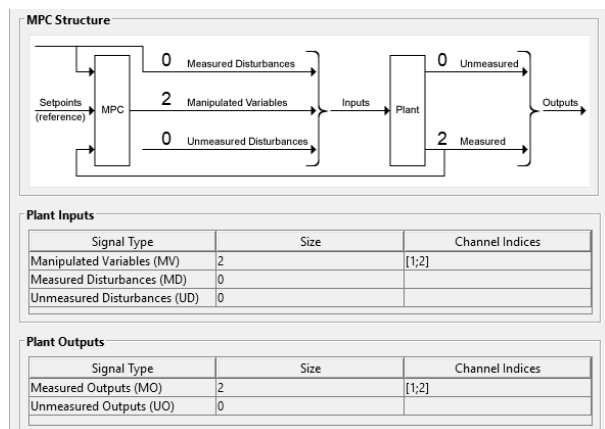 MPC Structure
0 Measured Disturbances
0 Unmeasured
Setpoints
(reference)
MPC
2 Manipulated Variables
Inputs
Plant
Outputs
0 Unmeasured Disturbances
2 Measured
Plant Inputs
Signal Type Size Channel Indices
Manipulated Variables (MV) 2 [1;2]
Measured Disturbances (MD) 0
Unmeasured Disturbances (UD) 0
Plant Outputs
Signal Type Size Channel Indices
Measured Outputs (MO) 2 [1;2]
Unmeasured Outputs (UO) 0